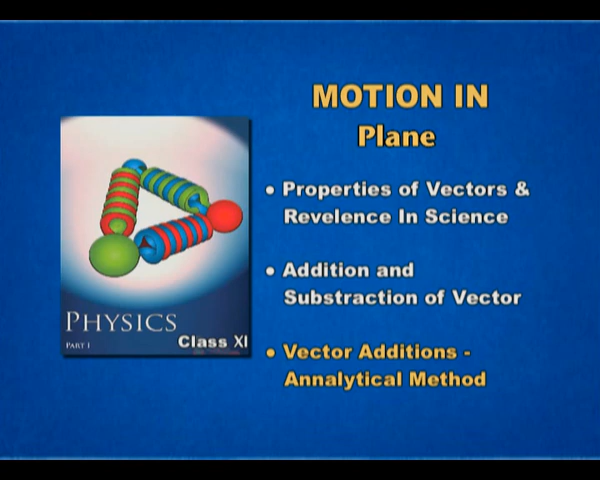 MOTION IN
Plane
• Properties of Vectors &
Revelence In Science
• Addition and
Substraction of Vector
• Vector Additions -
Annalytical Method
PHYSICS
PART I
Class XI